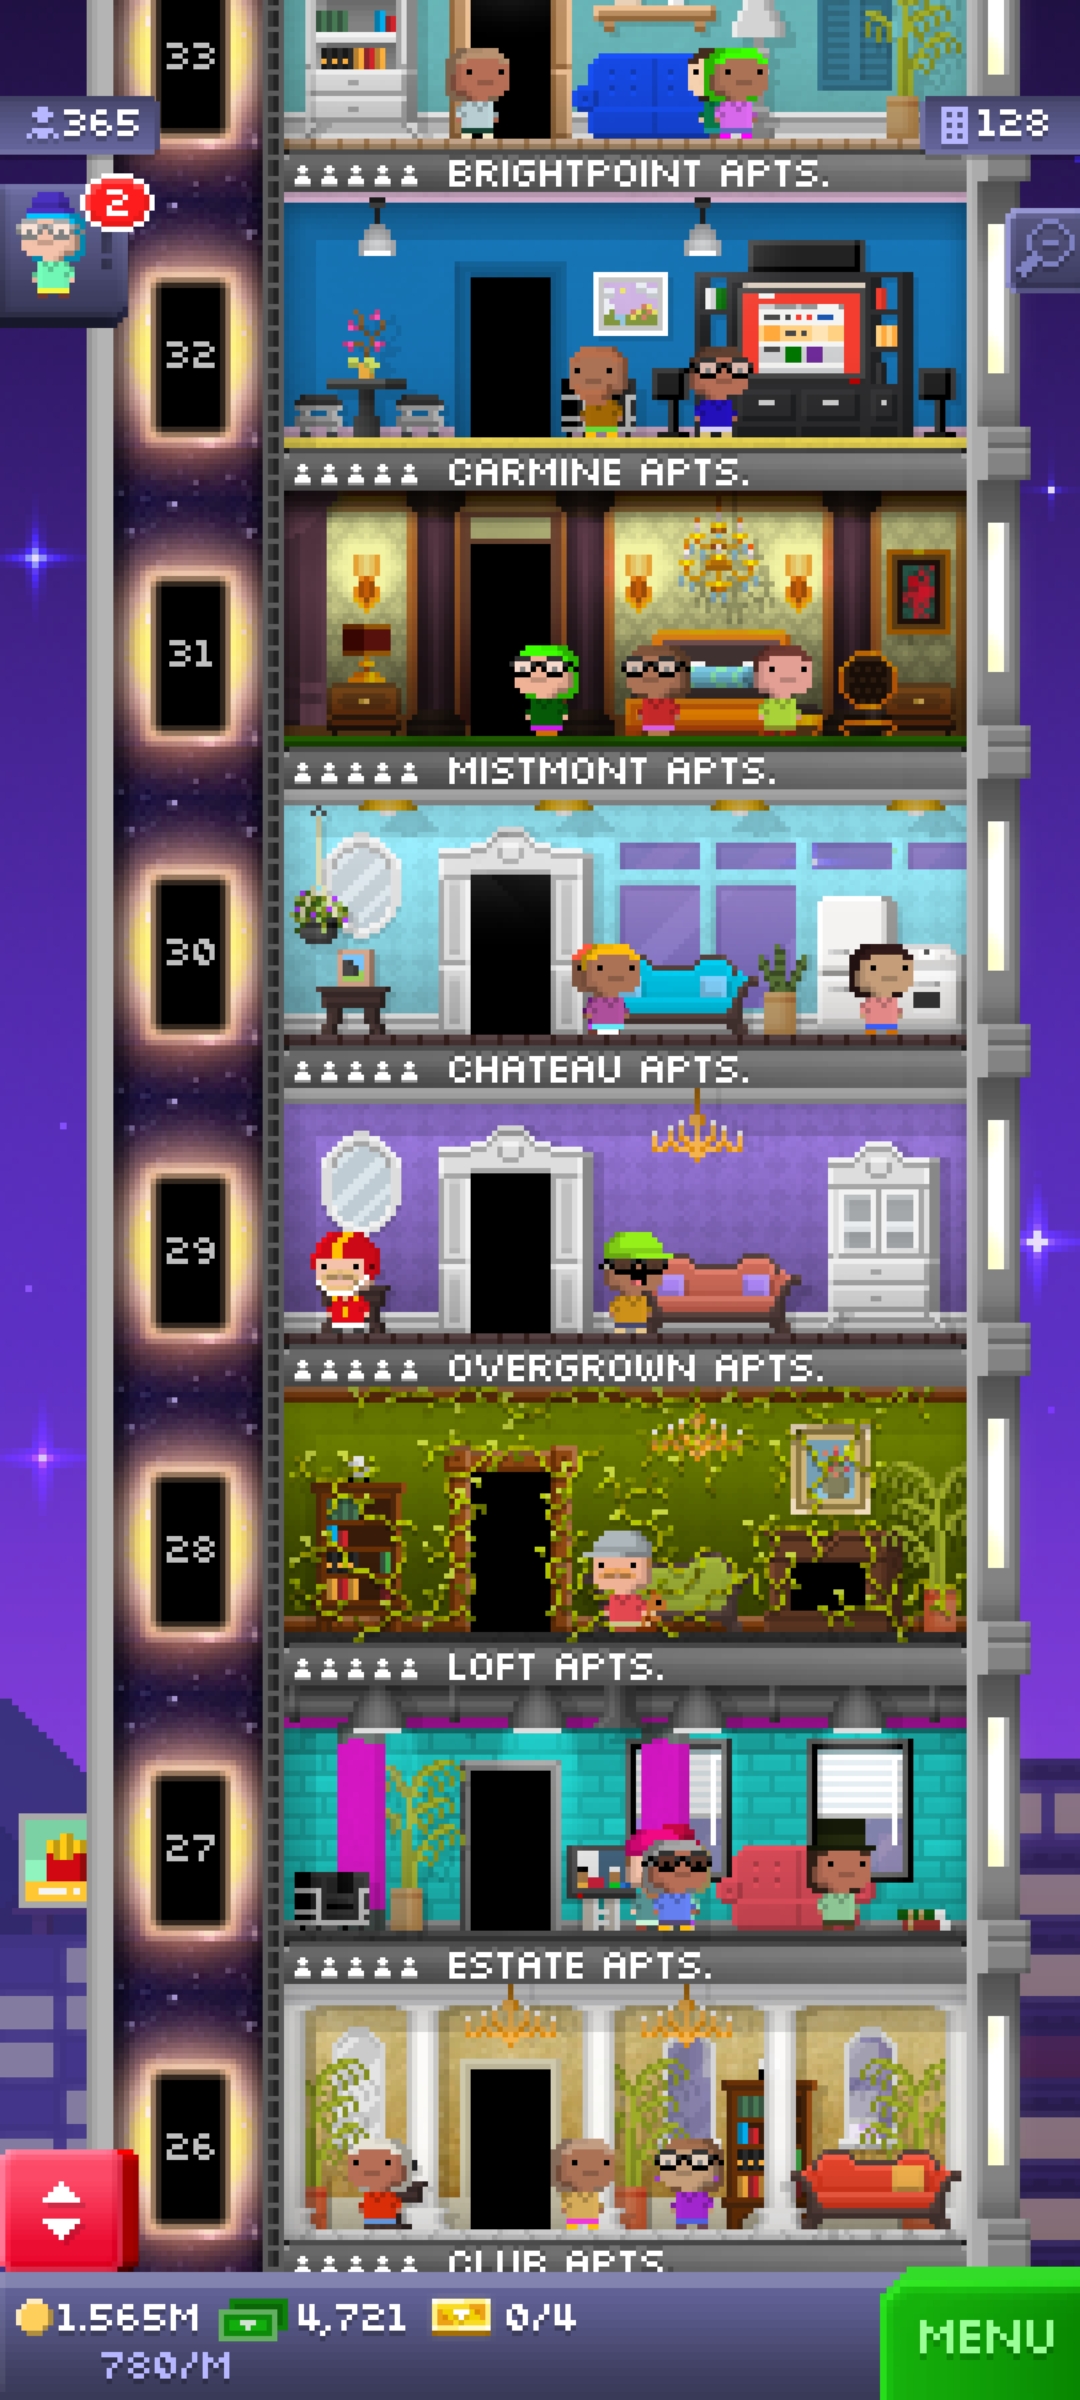 33
365
128
BRIGHTPOINT APTS.
2
32
CARMINE APTS.
31
MISTMONT APTS.
30
CHATEAU APTS.
29
OVERGROWN APTS.
28
LOFT APTS.
27
ESTATE APTS.
26
CLUB APTS.
1.565M 4,721 0/4
780/M
MENU